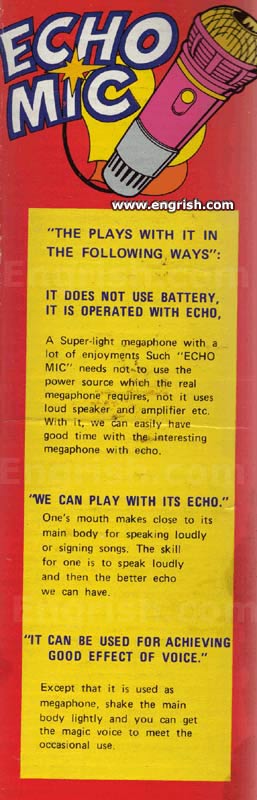 ECHO
MIC
www.engrish.com
"THE PLAYS WITH IT IN
THE FOLLOWING WAYS":
IT DOES NOT USE BATTERY,
IT IS OPERATED WITH ECHO,
A Super-light megaphone with a
lot of enjoyments Such "ECHO
MIC" needs not to use the
power source which the real
megaphone requires, not it uses
loud speaker and amplifier etc.
With it, we can easily have
good time with the interesting
megaphone with echo.
"WE CAN PLAY WITH ITS ECHO."
One's mouth makes close to its
main body for speaking loudly
or signing songs. The skill
for one is to speak loudly
and then the better echo
we can have.
"IT CAN BE USED FOR ACHIEVING
GOOD EFFECT OF VOICE."
Except that it is used as
megaphone, shake the main
body lightly and you can get
the magic voice to meet the
occasional use.
Engrish.com
Engrish.com
Engrish.com